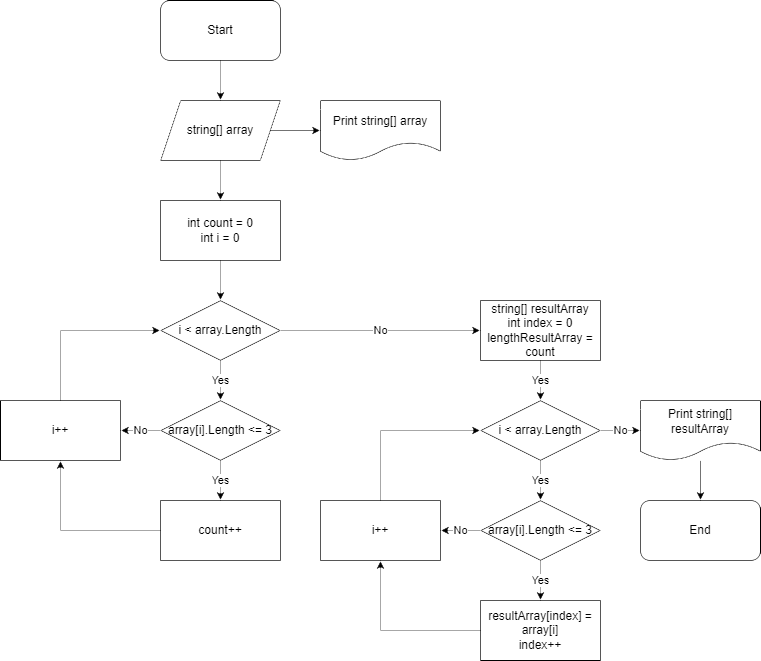 Start
string[] array
Print string[] array
int count = 0
int i = 0
i < array.Length
No
string[] resultArray
int index = 0
lengthResultArray =
count
Yes
Yes
i++
No
array[i].Length <= 3
i < array.Length
No
Print string[]
resultArray
Yes
Yes
count++
i++
No
array[i].Length <= 3
End
Yes
resultArray[index] =
array[i]
index++